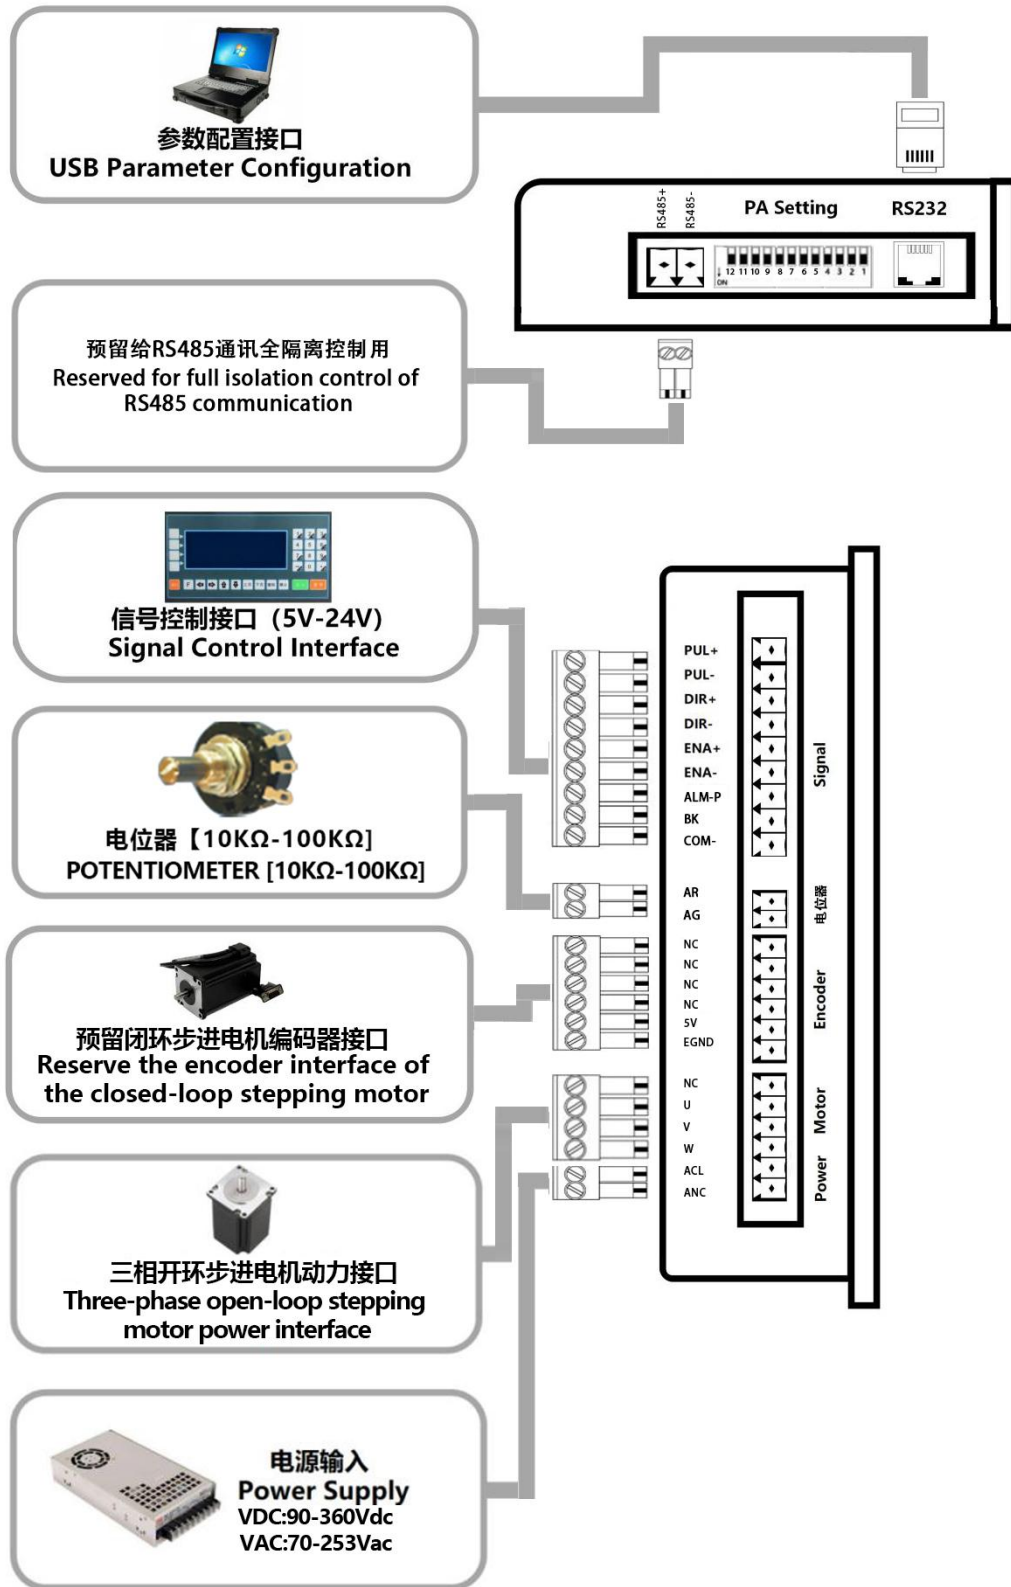 参数配置接口
USB Parameter Configuration
RS485+
RS485-
PA Setting
RS232
12 11 10 9 8 7 6 5 4 3 2 1
ON
预留给RS485通讯全隔离控制用
Reserved for full isolation control of
RS485 communication
信号控制接口（5V-24V）
Signal Control Interface
电位器【10KΩ-100KΩ]
POTENTIOMETER [10KΩ-100KΩ]
预留闭环步进电机编码器接口
Reserve the encoder interface of
the closed-loop stepping motor
三相开环步进电机动力接口
Three-phase open-loop stepping
motor power interface
电源输入
Power Supply
VDC:90-360Vdc
VAC:70-253Vac
PUL+
PUL-
DIR+
DIR-
ENA+
ENA-
ALM-P
BK
COM-
Signal
AR
AG
电位器
NC
NC
NC
NC
5V
EGND
Encoder
NC
U
V
W
Motor
ACL
ANC
Power